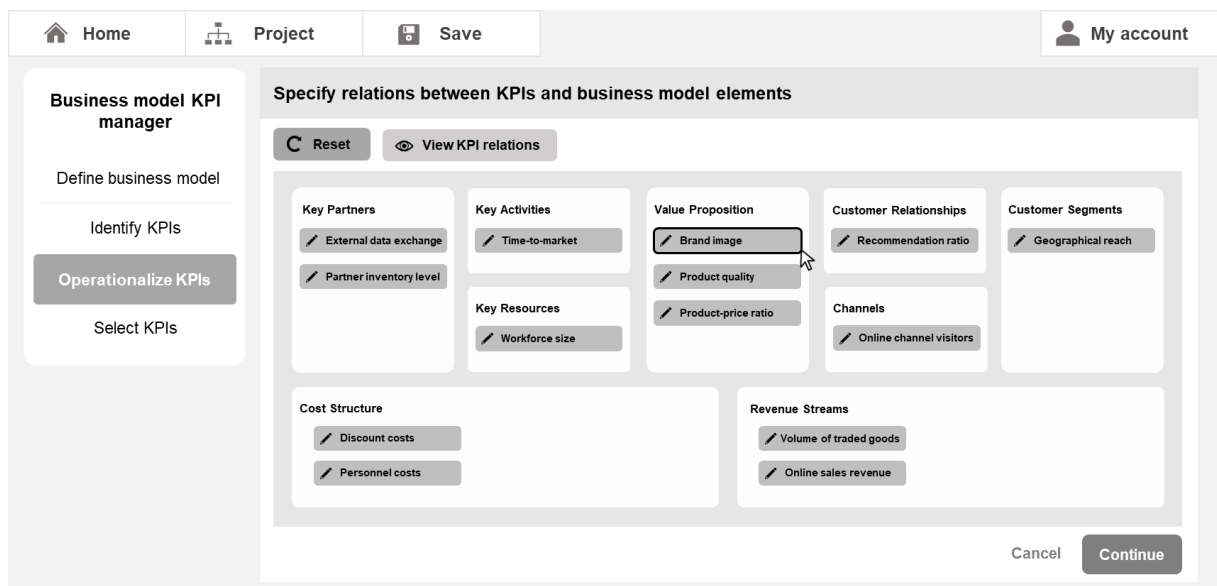 Home
Project
Save
My account
Business model KPI
manager
Define business model
Identify KPIs
Operationalize KPIs
Select KPIs
Specify relations between KPIs and business model elements
Reset
View KPI relations
Key Partners
External data exchange
Partner inventory level
Key Activities
Time-to-market
Key Resources
Workforce size
Value Proposition
Brand image
Product quality
Product-price ratio
Customer Relationships
Recommendation ratio
Channels
Online channel visitors
Customer Segments
Geographical reach
Cost Structure
Discount costs
Personnel costs
Revenue Streams
Volume of traded goods
Online sales revenue
Cancel
Continue